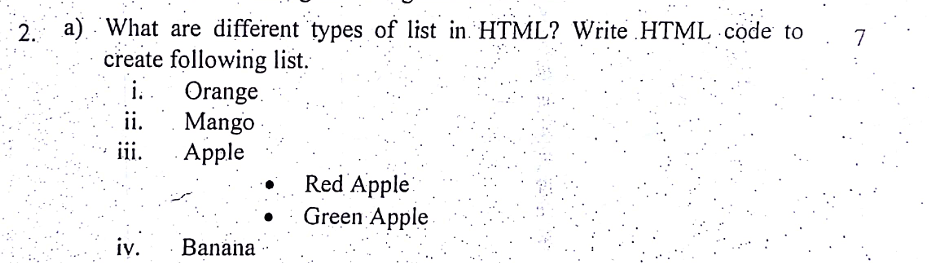 2. a) What are different types of list in HTML? Write HTML code to 7
create following list.
i. Orange
ii. Mango
iii. Apple
• Red Apple
• Green Apple
iv. Banana